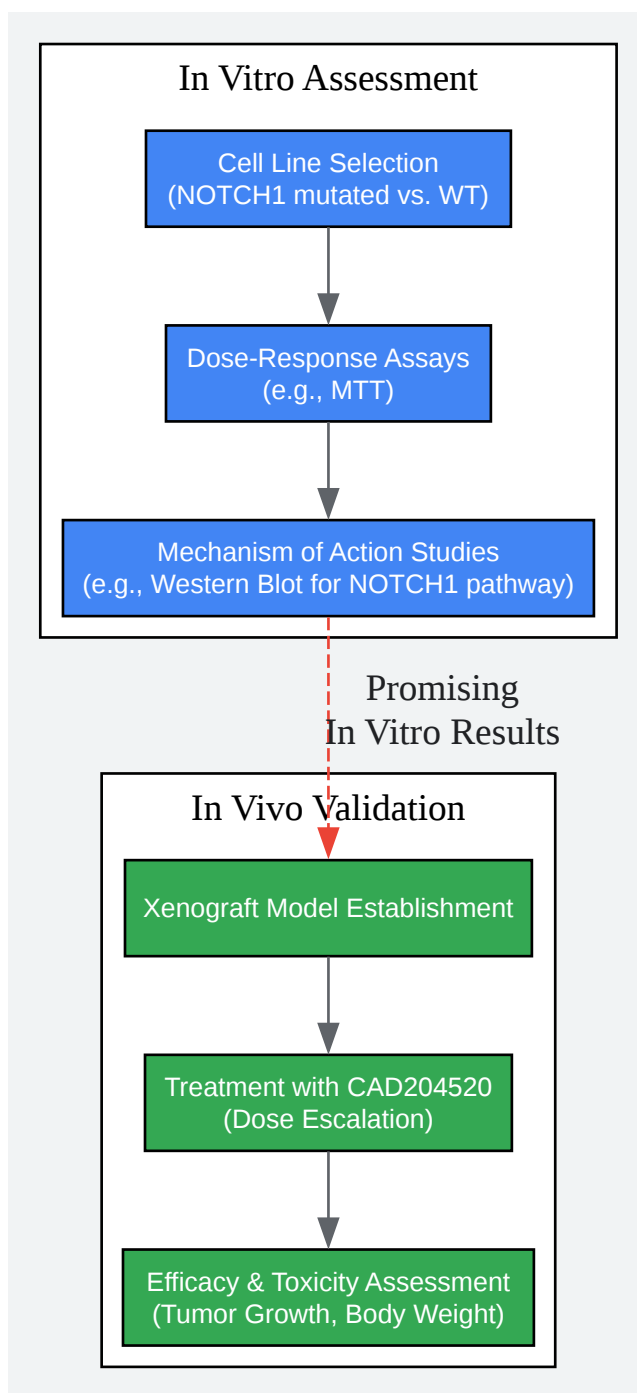 In Vitro Assessment
Cell Line Selection
(NOTCH1 mutated vs. WT)
Dose-Response Assays
(e.g., MTT)
Mechanism of Action Studies
(e.g., Western Blot for NOTCH1 pathway)
Promising
In Vitro Results
In Vivo Validation
Xenograft Model Establishment
Treatment with CAD204520
(Dose Escalation)
Efficacy & Toxicity Assessment
(Tumor Growth, Body Weight)